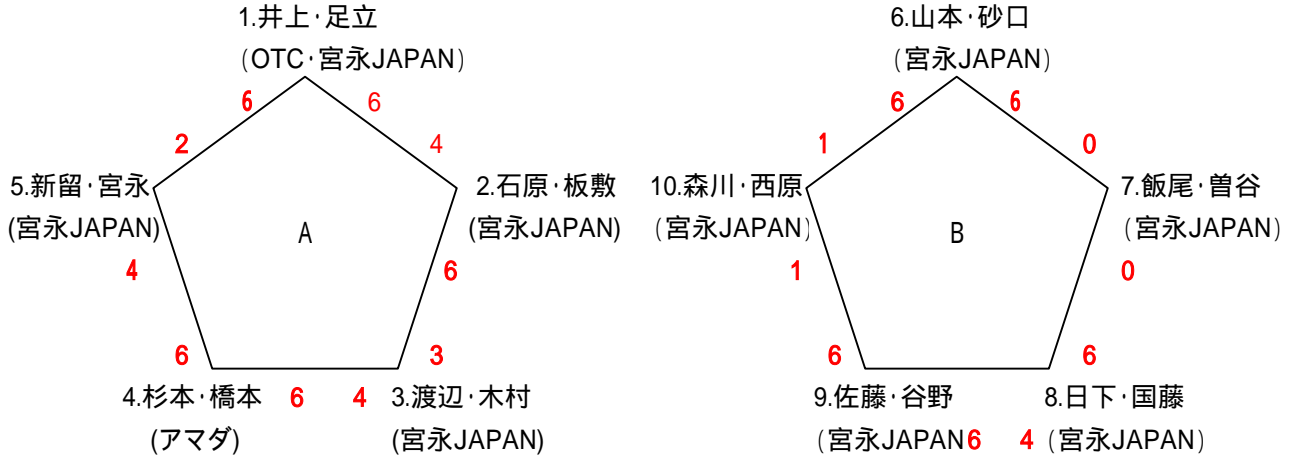 1.井上・足立
(OTC・宮永JAPAN)
6 6
2 4
5.新留・宮永
(宮永JAPAN)
A
2.石原・板敷
(宮永JAPAN)
4 6
6 3
4.杉本・橋本
(アマダ)
6 4
3.渡辺・木村
(宮永JAPAN)
6.山本・砂口
(宮永JAPAN)
6 6
1 0
10.森川・西原
(宮永JAPAN)
B
7.飯尾・曽谷
(宮永JAPAN)
1 0
6 6
9.佐藤・谷野
(宮永JAPAN
6 4
8.日下・国藤
(宮永JAPAN)